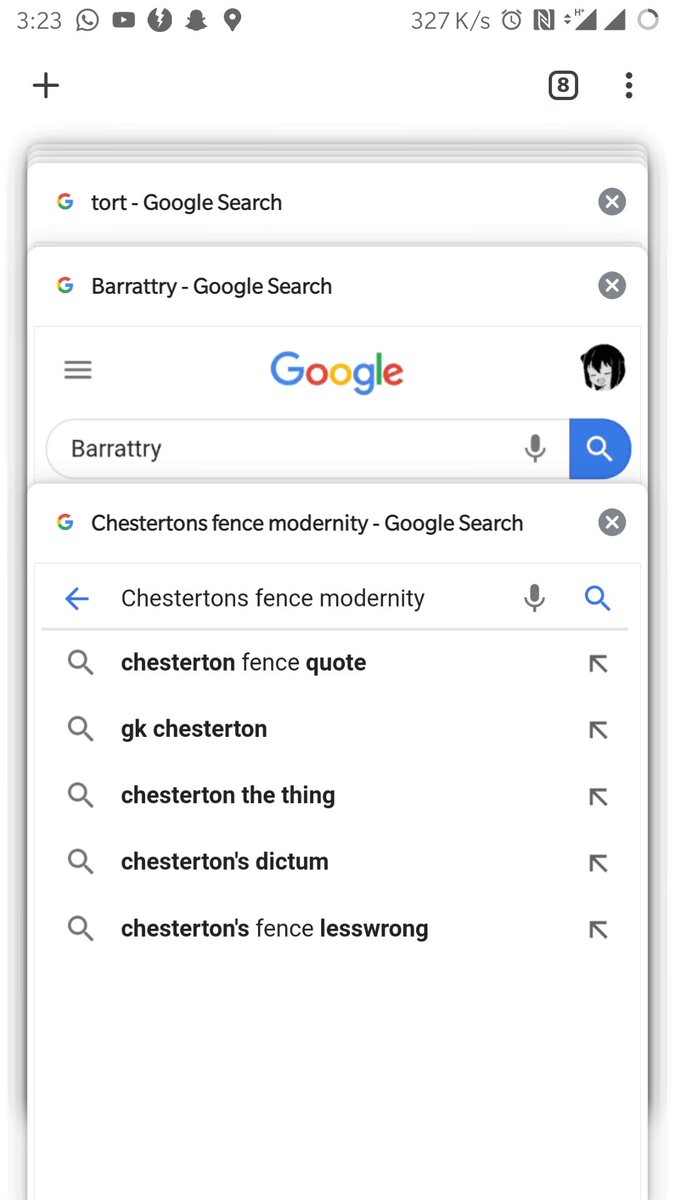 3:23 327 K/s H+
8
tort - Google Search
Barrattry - Google Search
Google
Barrattry
Chestertons fence modernity - Google Search
Chestertons fence modernity
chesterton fence quote
gk chesterton
chesterton the thing
chesterton's dictum
chesterton's fence lesswrong